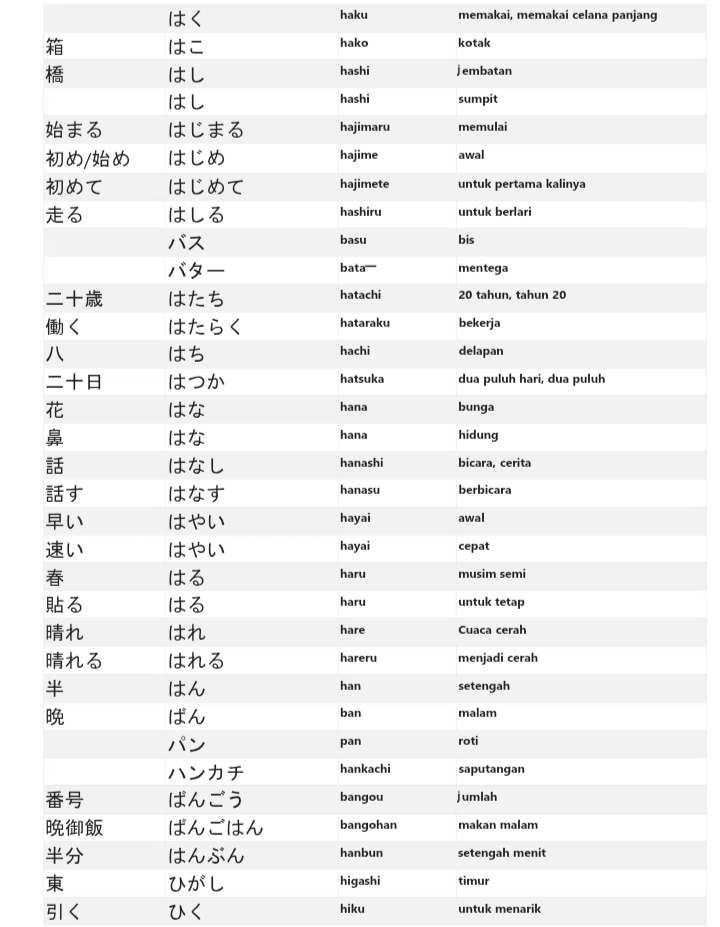 はく haku memakai, memakai celana panjang
箱 はこ hako kotak
橋 はし hashi jembatan
はし hashi sumpit
始まる はじまる hajimaru memulai
初め/始め はじめ hajime awal
初めて はじめて hajimete untuk pertama kalinya
走る はしる hashiru untuk berlari
バス basu bis
バター bata— mentega
二十歳 はたち hatachi 20 tahun, tahun 20
働く はたらく hataraku bekerja
八 はち hachi delapan
二十日 はつか hatsuka dua puluh hari, dua puluh
花 はな hana bunga
鼻 はな hana hidung
話 はなし hanashi bicara, cerita
話す はなす hanasu berbicara
早い はやい hayai awal
速い はやい hayai cepat
春 はる haru musim semi
貼る はる haru untuk tetap
晴れ はれ hare Cuaca cerah
晴れる はれる hareru menjadi cerah
半 はん han setengah
晩 ばん ban malam
パン pan roti
ハンカチ hankachi saputangan
番号 ばんごう bangou jumlah
晩御飯 ばんごはん bangohan makan malam
半分 はんぶん hanbun setengah menit
東 ひがし higashi timur
引く ひく hiku untuk menarik